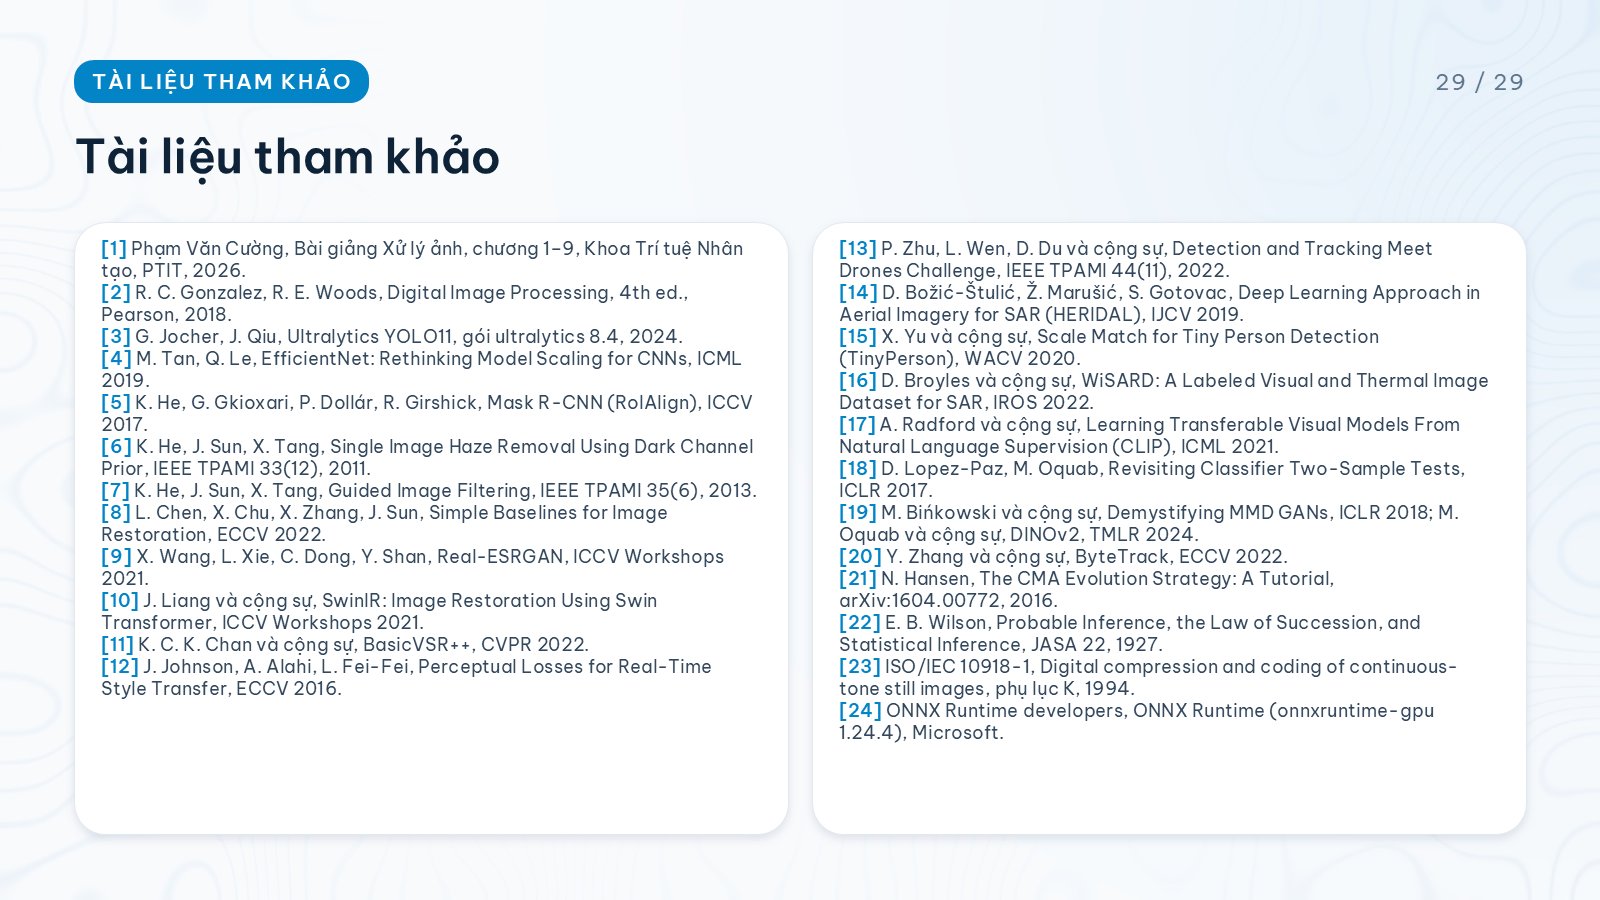 TÀI LIỆU THAM KHẢO
29 / 29
Tài liệu tham khảo
[1] Phạm Văn Cường, Bài giảng Xử lý ảnh, chương 1–9, Khoa Trí tuệ Nhân
tạo, PTIT, 2026.
[2] R. C. Gonzalez, R. E. Woods, Digital Image Processing, 4th ed.,
Pearson, 2018.
[3] G. Jocher, J. Qiu, Ultralytics YOLO11, gói ultralytics 8.4, 2024.
[4] M. Tan, Q. Le, EfficientNet: Rethinking Model Scaling for CNNs, ICML
2019.
[5] K. He, G. Gkioxari, P. Dollár, R. Girshick, Mask R-CNN (RoIAlign), ICCV
2017.
[6] K. He, J. Sun, X. Tang, Single Image Haze Removal Using Dark Channel
Prior, IEEE TPAMI 33(12), 2011.
[7] K. He, J. Sun, X. Tang, Guided Image Filtering, IEEE TPAMI 35(6), 2013.
[8] L. Chen, X. Chu, X. Zhang, J. Sun, Simple Baselines for Image
Restoration, ECCV 2022.
[9] X. Wang, L. Xie, C. Dong, Y. Shan, Real-ESRGAN, ICCV Workshops
2021.
[10] J. Liang và cộng sự, SwinIR: Image Restoration Using Swin
Transformer, ICCV Workshops 2021.
[11] K. C. K. Chan và cộng sự, BasicVSR++, CVPR 2022.
[12] J. Johnson, A. Alahi, L. Fei-Fei, Perceptual Losses for Real-Time
Style Transfer, ECCV 2016.
[13] P. Zhu, L. Wen, D. Du và cộng sự, Detection and Tracking Meet
Drones Challenge, IEEE TPAMI 44(11), 2022.
[14] D. Božić-Štulić, Ž. Marušić, S. Gotovac, Deep Learning Approach in
Aerial Imagery for SAR (HERIDAL), IJCV 2019.
[15] X. Yu và cộng sự, Scale Match for Tiny Person Detection
(TinyPerson), WACV 2020.
[16] D. Broyles và cộng sự, WiSARD: A Labeled Visual and Thermal Image
Dataset for SAR, IROS 2022.
[17] A. Radford và cộng sự, Learning Transferable Visual Models From
Natural Language Supervision (CLIP), ICML 2021.
[18] D. Lopez-Paz, M. Oquab, Revisiting Classifier Two-Sample Tests,
ICLR 2017.
[19] M. Bińkowski và cộng sự, Demystifying MMD GANs, ICLR 2018; M.
Oquab và cộng sự, DINOv2, TMLR 2024.
[20] Y. Zhang và cộng sự, ByteTrack, ECCV 2022.
[21] N. Hansen, The CMA Evolution Strategy: A Tutorial,
arXiv:1604.00772, 2016.
[22] E. B. Wilson, Probable Inference, the Law of Succession, and
Statistical Inference, JASA 22, 1927.
[23] ISO/IEC 10918-1, Digital compression and coding of continuous-
tone still images, phụ lục K, 1994.
[24] ONNX Runtime developers, ONNX Runtime (onnxruntime-gpu
1.24.4), Microsoft.